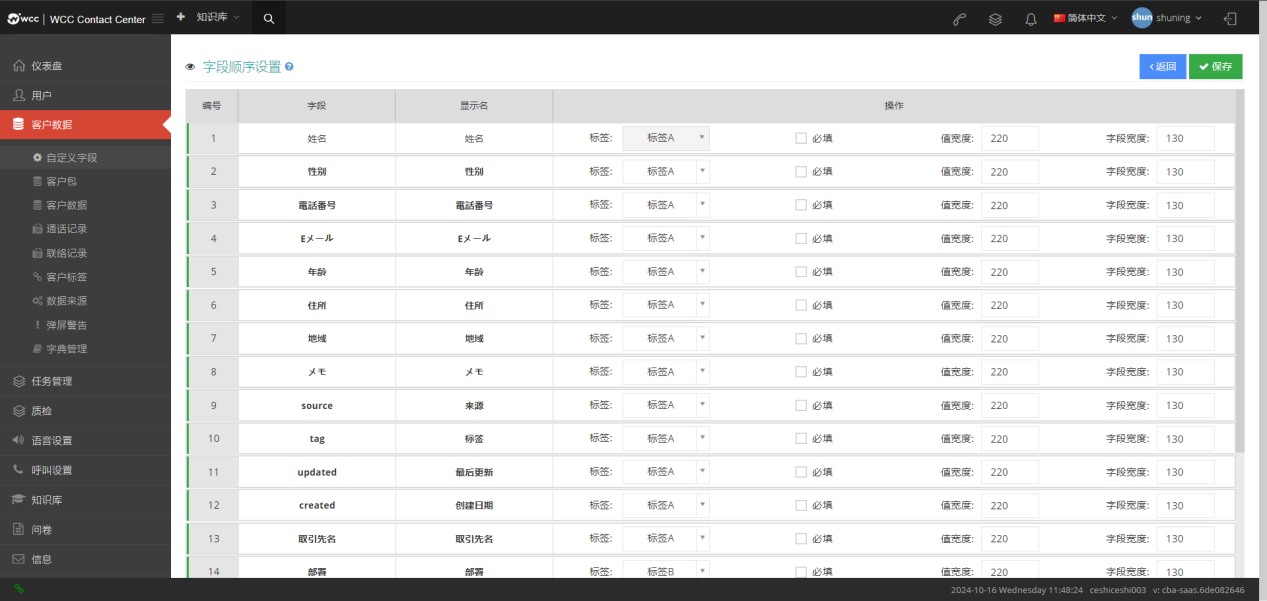 wcc | WCC Contact Center 知识库 简体中文 shun shuning
仪表盘
用户
客户数据
自定义字段
客户包
客户数据
通话记录
联络记录
客户标签
数据来源
弹屏警告
字典管理
任务管理
质检
语音设置
呼叫设置
知识库
问卷
信息
字段顺序设置
返回 保存
编号 字段 显示名 操作
1 姓名 姓名 标签: 标签A 必填 值宽度: 220 字段宽度: 130
2 性别 性别 标签: 标签A 必填 值宽度: 220 字段宽度: 130
3 電話番号 電話番号 标签: 标签A 必填 值宽度: 220 字段宽度: 130
4 Eメール Eメール 标签: 标签A 必填 值宽度: 220 字段宽度: 130
5 年龄 年龄 标签: 标签A 必填 值宽度: 220 字段宽度: 130
6 住所 住所 标签: 标签A 必填 值宽度: 220 字段宽度: 130
7 地域 地域 标签: 标签A 必填 值宽度: 220 字段宽度: 130
8 メモ メモ 标签: 标签A 必填 值宽度: 220 字段宽度: 130
9 source 来源 标签: 标签A 必填 值宽度: 220 字段宽度: 130
10 tag 标签 标签: 标签A 必填 值宽度: 220 字段宽度: 130
11 updated 最后更新 标签: 标签A 必填 值宽度: 220 字段宽度: 130
12 created 创建日期 标签: 标签A 必填 值宽度: 220 字段宽度: 130
13 取引先名 取引先名 标签: 标签A 必填 值宽度: 220 字段宽度: 130
14 部署 部署 标签: 标签B 必填 值宽度: 220 字段宽度: 130
2024-10-16 Wednesday 11:48:24 ceshiceshi003 v: cba-saas.6de082646